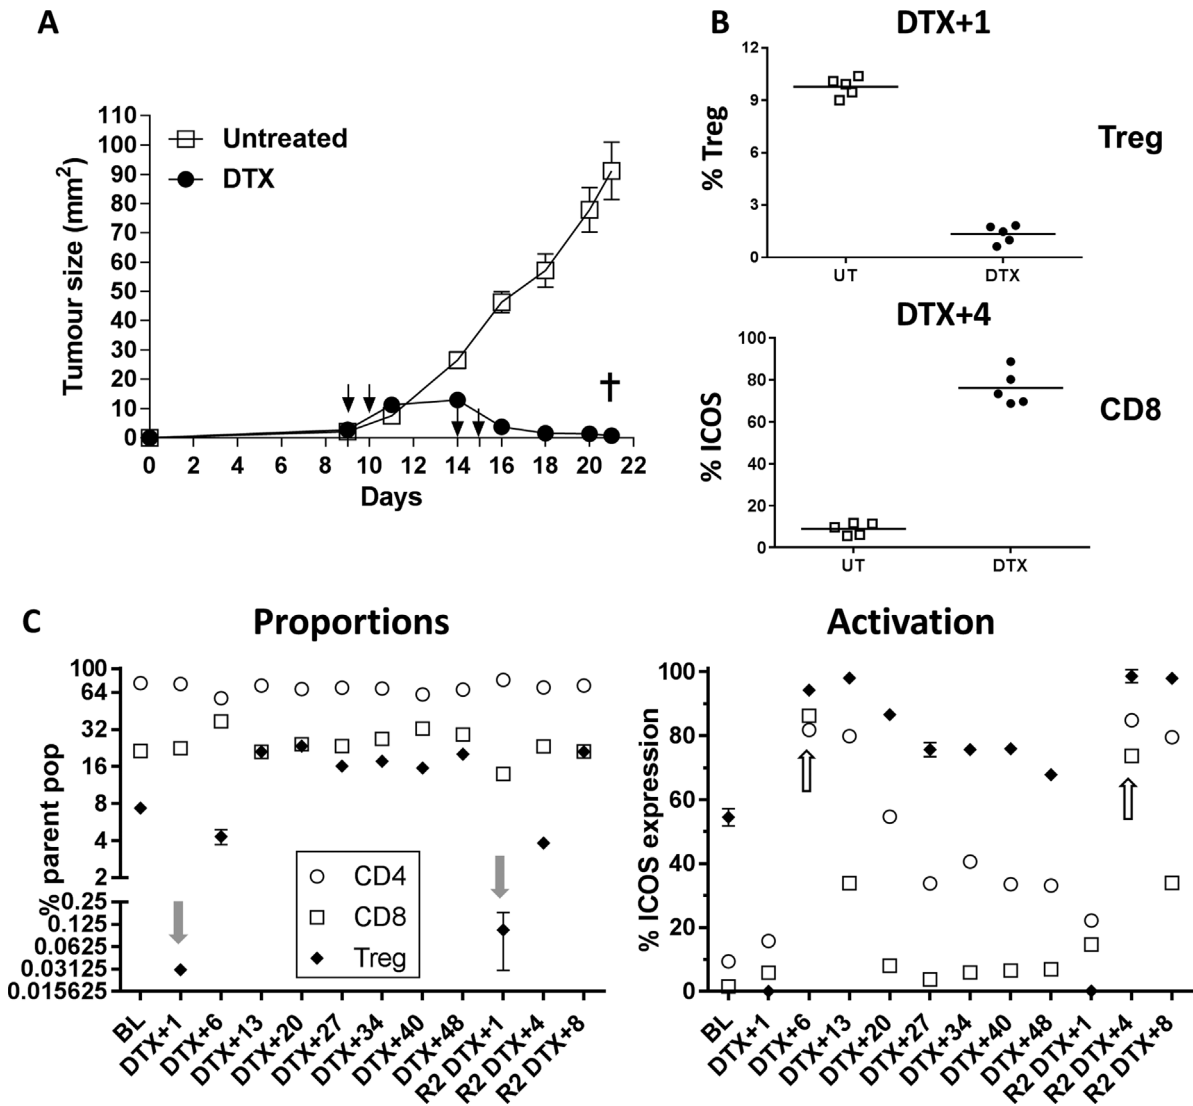 A
Tumour size (mm²)
110
100
90
80
70
60
50
40
30
20
10
0
Untreated
DTX
†
0 2 4 6 8 10 12 14 16 18 20 22
Days
B
DTX+1
% Treg
12
9
6
3
0
UT DTX
Treg
DTX+4
% ICOS
100
80
60
40
20
0
UT DTX
CD8
C
Proportions
% parent pop
100
64
32
16
8
4
2
0.25
0.125
0.0625
0.03125
0.015625
CD4
CD8
Treg
BL DTX+1 DTX+6 DTX+13 DTX+20 DTX+27 DTX+34 DTX+40 DTX+48 R2 DTX+1 R2 DTX+4 R2 DTX+8
Activation
% ICOS expression
100
80
60
40
20
0
BL DTX+1 DTX+6 DTX+13 DTX+20 DTX+27 DTX+34 DTX+40 DTX+48 R2 DTX+1 R2 DTX+4 R2 DTX+8